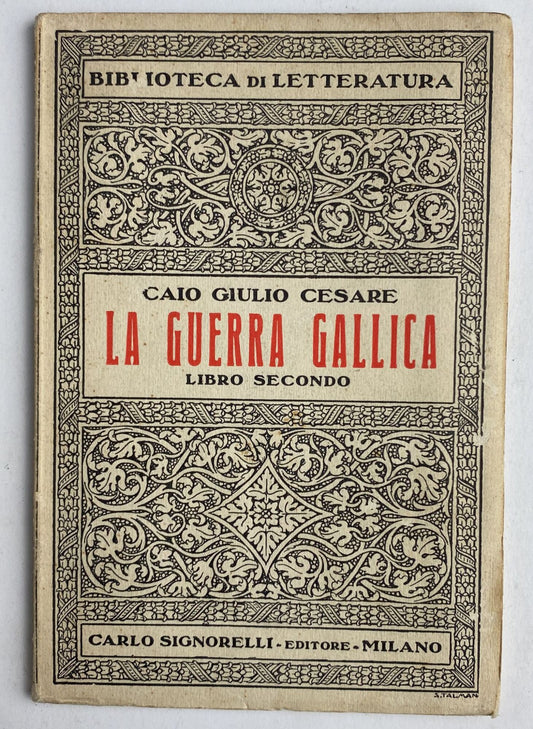 BIBLIOTECA DI LETTERATURA
CAIO GIULIO CESARE
LA GUERRA GALLICA
LIBRO SECONDO
CARLO SIGNORELLI - EDITORE - MILANO
S. TALMAN